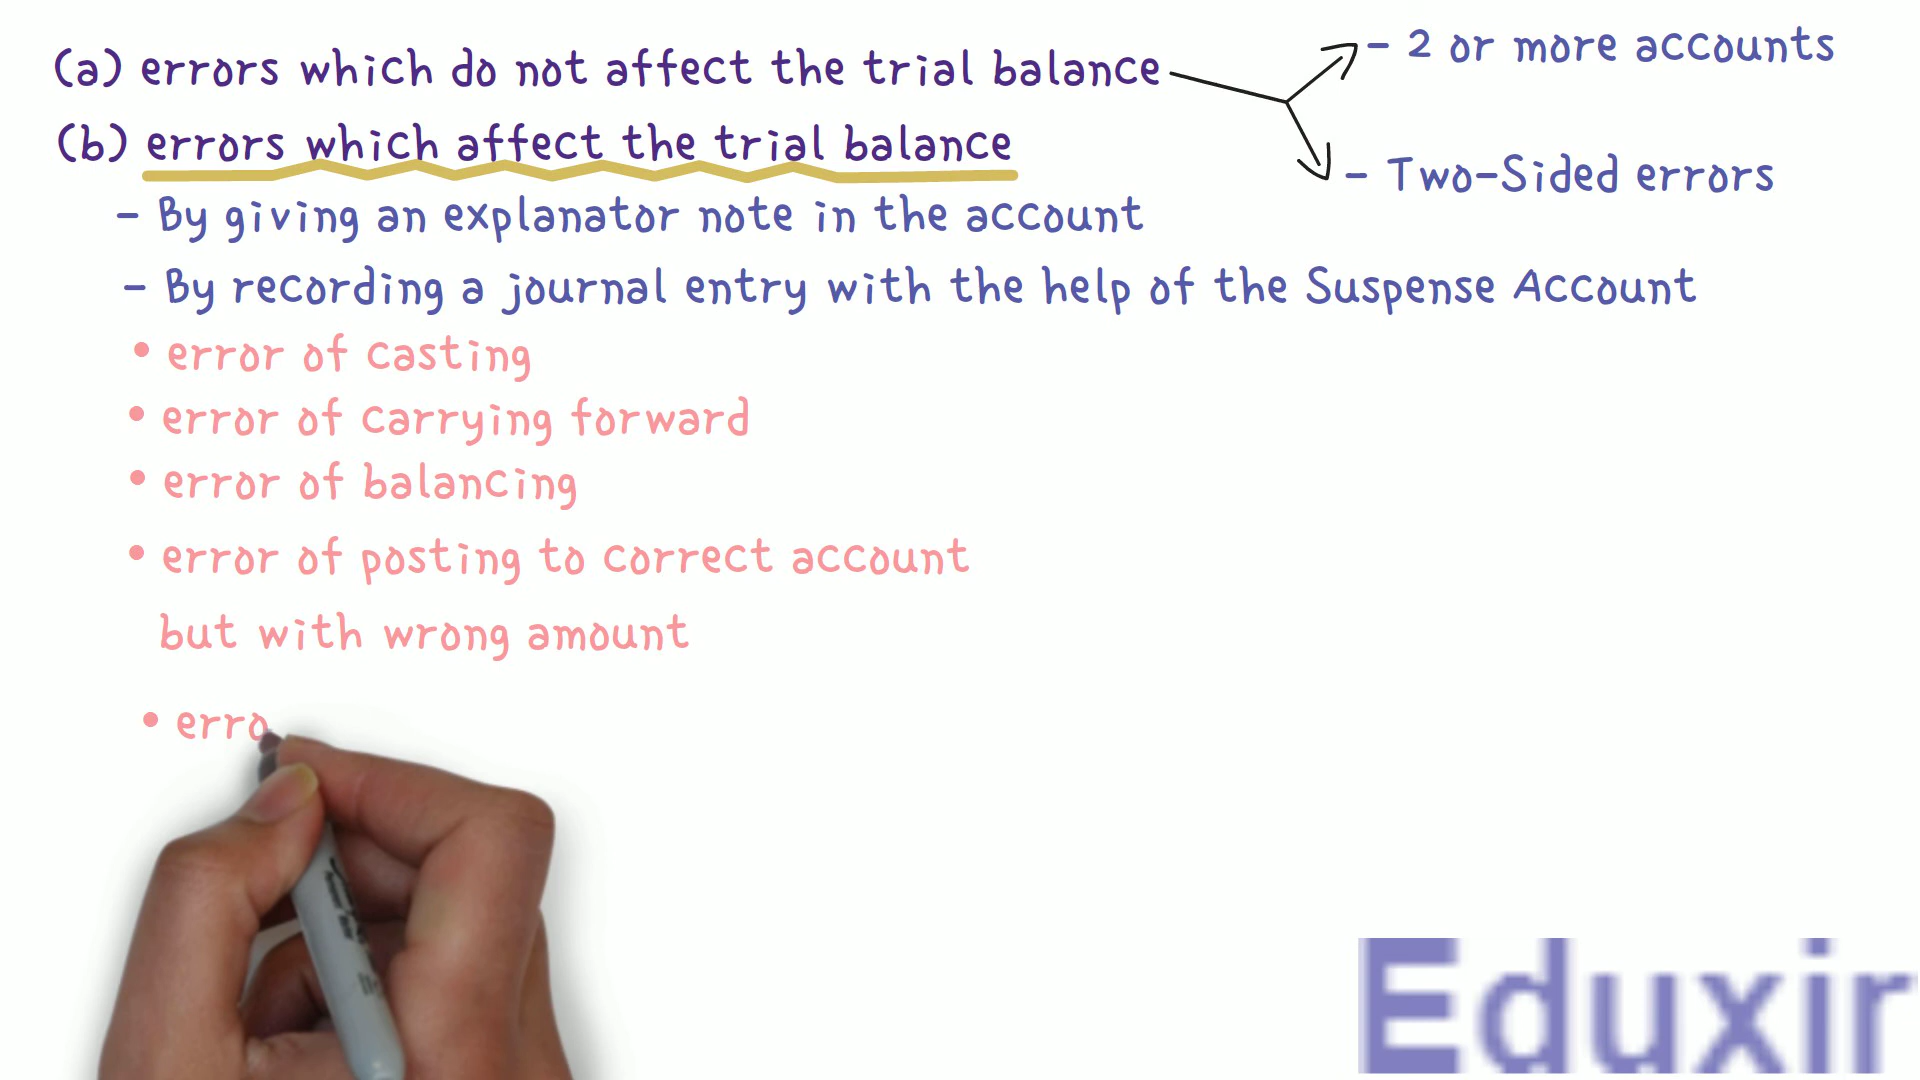 (a) errors which do not affect the trial balance
- 2 or more accounts
- Two-Sided errors
(b) errors which affect the trial balance
- By giving an explanator note in the account
- By recording a journal entry with the help of the Suspense Account
• error of casting
• error of carrying forward
• error of balancing
• error of posting to correct account
but with wrong amount
• erro
Eduxir